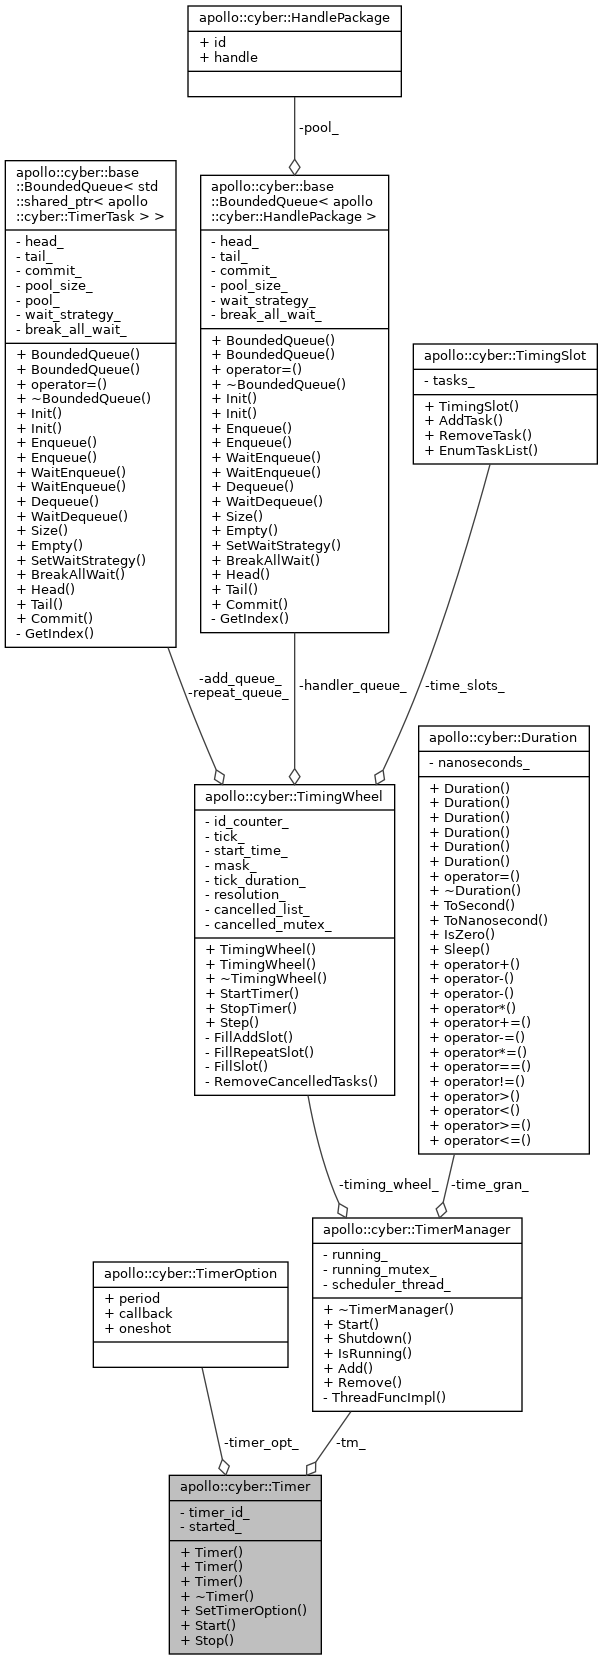 apollo::cyber::HandlePackage
+ id
+ handle
-pool_
apollo::cyber::base
::BoundedQueue< std
::shared_ptr< apollo
::cyber::TimerTask > >
- head_
- tail_
- commit_
- pool_size_
- pool_
- wait_strategy_
- break_all_wait_
+ BoundedQueue()
+ BoundedQueue()
+ operator=()
+ ~BoundedQueue()
+ Init()
+ Init()
+ Enqueue()
+ Enqueue()
+ WaitEnqueue()
+ WaitEnqueue()
+ Dequeue()
+ WaitDequeue()
+ Size()
+ Empty()
+ SetWaitStrategy()
+ BreakAllWait()
+ Head()
+ Tail()
+ Commit()
- GetIndex()
apollo::cyber::base
::BoundedQueue< apollo
::cyber::HandlePackage >
- head_
- tail_
- commit_
- pool_size_
- wait_strategy_
- break_all_wait_
+ BoundedQueue()
+ BoundedQueue()
+ operator=()
+ ~BoundedQueue()
+ Init()
+ Init()
+ Enqueue()
+ Enqueue()
+ WaitEnqueue()
+ WaitEnqueue()
+ Dequeue()
+ WaitDequeue()
+ Size()
+ Empty()
+ SetWaitStrategy()
+ BreakAllWait()
+ Head()
+ Tail()
+ Commit()
- GetIndex()
apollo::cyber::TimingSlot
- tasks_
+ TimingSlot()
+ AddTask()
+ RemoveTask()
+ EnumTaskList()
-add_queue_
-repeat_queue_
-handler_queue_
-time_slots_
apollo::cyber::TimingWheel
- id_counter_
- tick_
- start_time_
- mask_
- tick_duration_
- resolution_
- cancelled_list_
- cancelled_mutex_
+ TimingWheel()
+ TimingWheel()
+ ~TimingWheel()
+ StartTimer()
+ StopTimer()
+ Step()
- FillAddSlot()
- FillRepeatSlot()
- FillSlot()
- RemoveCancelledTasks()
apollo::cyber::Duration
- nanoseconds_
+ Duration()
+ Duration()
+ Duration()
+ Duration()
+ Duration()
+ Duration()
+ operator=()
+ ~Duration()
+ ToSecond()
+ ToNanosecond()
+ IsZero()
+ Sleep()
+ operator+()
+ operator-()
+ operator-()
+ operator*()
+ operator+=()
+ operator-=()
+ operator*=()
+ operator==()
+ operator!=()
+ operator>()
+ operator<()
+ operator>=()
+ operator<=()
-timing_wheel_
-time_gran_
apollo::cyber::TimerOption
+ period
+ callback
+ oneshot
apollo::cyber::TimerManager
- running_
- running_mutex_
- scheduler_thread_
+ ~TimerManager()
+ Start()
+ Shutdown()
+ IsRunning()
+ Add()
+ Remove()
- ThreadFuncImpl()
-timer_opt_
-tm_
apollo::cyber::Timer
- timer_id_
- started_
+ Timer()
+ Timer()
+ Timer()
+ ~Timer()
+ SetTimerOption()
+ Start()
+ Stop()